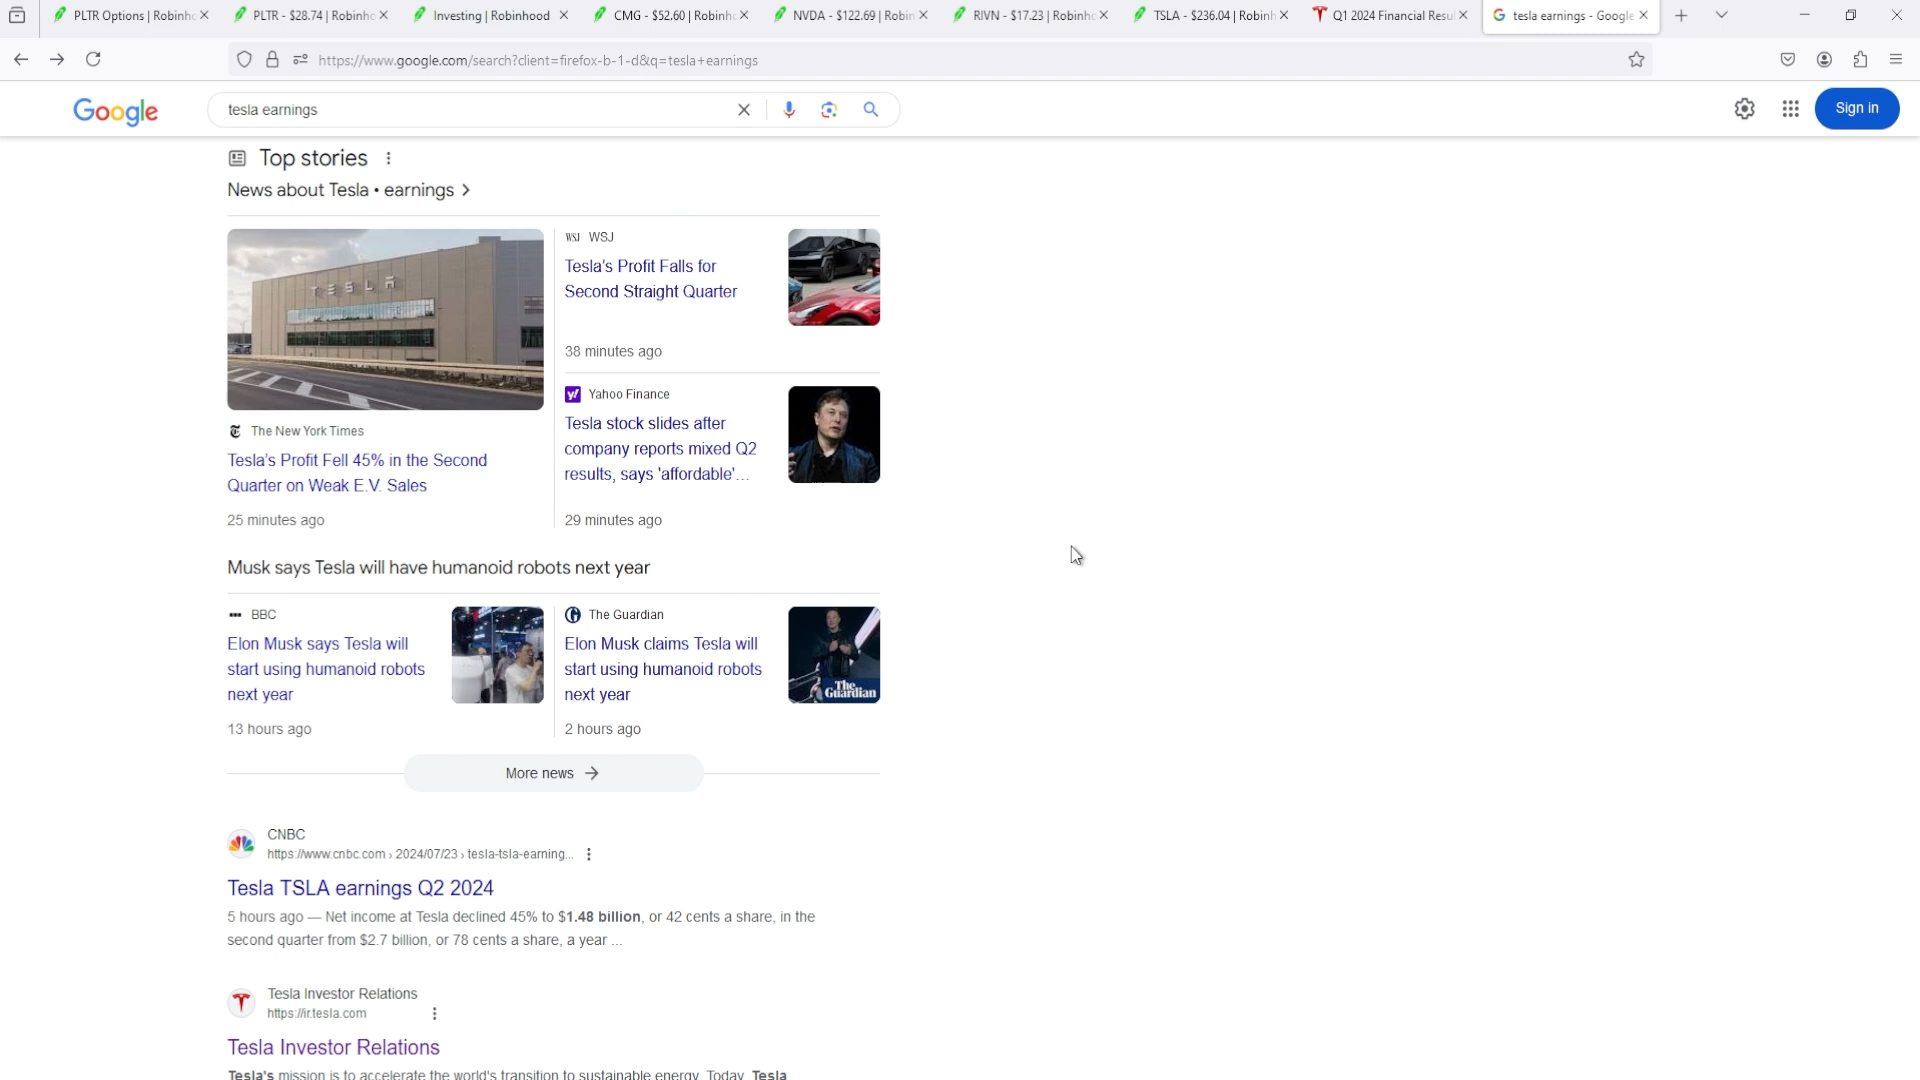 PLTR Options | Robinho
PLTR - $28.74 | Robinho
Investing | Robinhood
CMG - $52.60 | Robinho
NVDA - $122.69 | Robin
RIVN - $17.23 | Robinho
TSLA - $236.04 | Robinh
Q1 2024 Financial Resul
tesla earnings - Google
https://www.google.com/search?client=firefox-b-1-d&q=tesla+earnings
Google
tesla earnings
Sign in
Top stories
News about Tesla • earnings >
TESLA
The New York Times
Tesla's Profit Fell 45% in the Second
Quarter on Weak E.V. Sales
25 minutes ago
WSJ WSJ
Tesla's Profit Falls for
Second Straight Quarter
38 minutes ago
Yahoo Finance
Tesla stock slides after
company reports mixed Q2
results, says 'affordable'...
29 minutes ago
Musk says Tesla will have humanoid robots next year
BBC
Elon Musk says Tesla will
start using humanoid robots
next year
13 hours ago
The Guardian
Elon Musk claims Tesla will
start using humanoid robots
next year
The
Guardian
2 hours ago
More news →
CNBC
https://www.cnbc.com › 2024/07/23 › tesla-tsla-earning...
Tesla TSLA earnings Q2 2024
5 hours ago — Net income at Tesla declined 45% to $1.48 billion, or 42 cents a share, in the
second quarter from $2.7 billion, or 78 cents a share, a year ...
Tesla Investor Relations
https://ir.tesla.com
Tesla Investor Relations
Tesla's mission is to accelerate the world's transition to sustainable energy. Today, Tesla